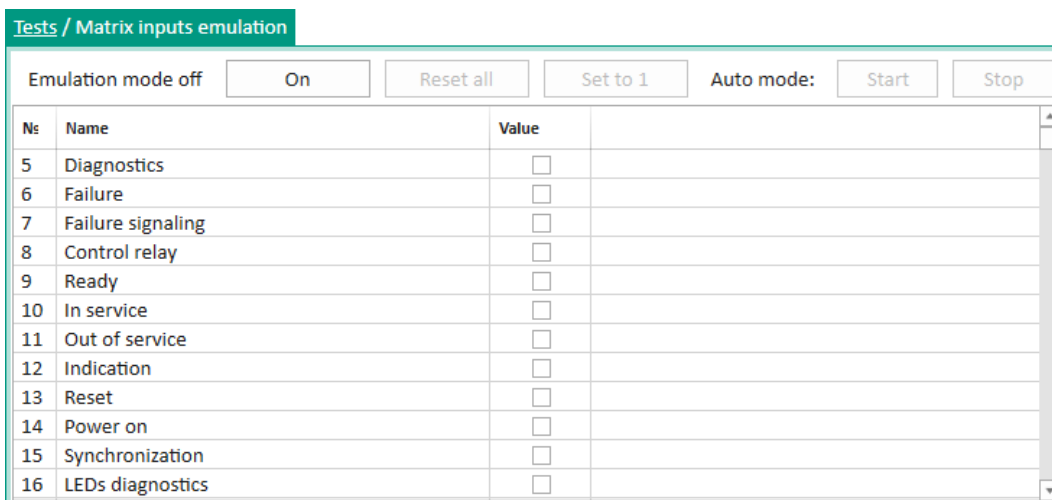 Tests / Matrix inputs emulation
Emulation mode off On Reset all Set to 1 Auto mode: Start Stop
№ Name Value
5 Diagnostics
6 Failure
7 Failure signaling
8 Control relay
9 Ready
10 In service
11 Out of service
12 Indication
13 Reset
14 Power on
15 Synchronization
16 LEDs diagnostics